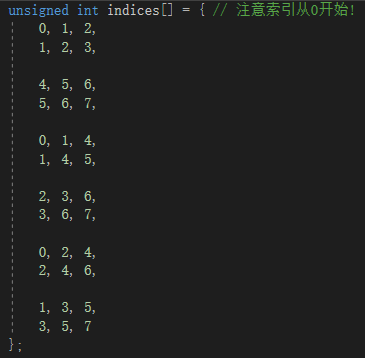 unsigned int indices[] = { // 注意索引从0开始!
0, 1, 2,
1, 2, 3,
4, 5, 6,
5, 6, 7,
0, 1, 4,
1, 4, 5,
2, 3, 6,
3, 6, 7,
0, 2, 4,
2, 4, 6,
1, 3, 5,
3, 5, 7
};